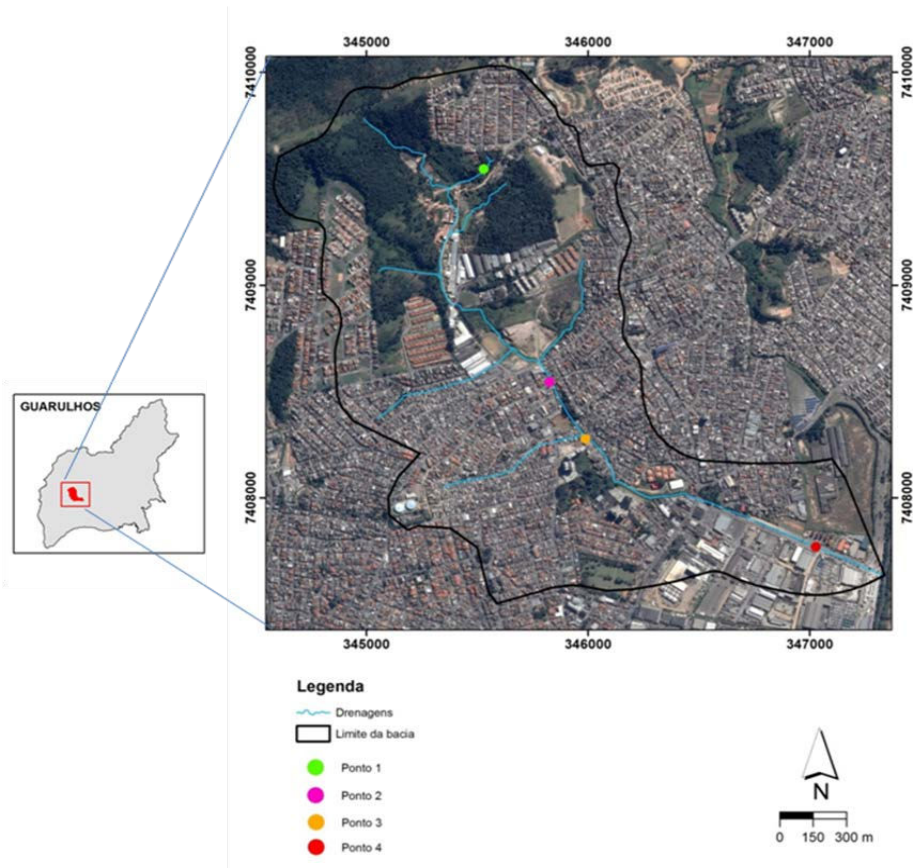 345000 346000 347000
7410000 7410000
7409000 7409000
GUARULHOS
7408000 7408000
345000 346000 347000
Legenda
Drenagens
Limite da bacia
Ponto 1
Ponto 2
Ponto 3
Ponto 4
N
0 150 300 m